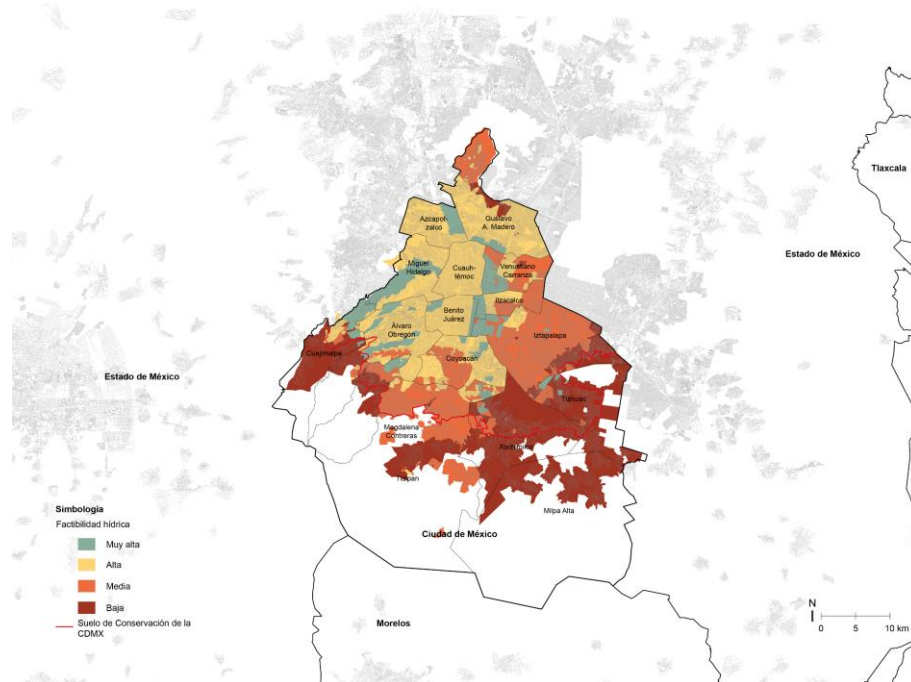 Tlaxcala
Estado de México
Azcapot-
zalco
Gustavo
A. Madero
Miguel
Hidalgo
Cuauh-
témoc
Venustiano
Carranza
Iztacalco
Álvaro
Obregón
Benito
Juárez
Iztapalapa
Cuajimalpa
Coyoacán
Estado de México
Tláhuac
Magdalena
Contreras
Xochimilco
Tlalpan
Milpa Alta
Ciudad de México
Simbología
Factibilidad hídrica
Muy alta
Alta
Media
Baja
Suelo de Conservación de la
CDMX
Morelos
N
0 5 10 km